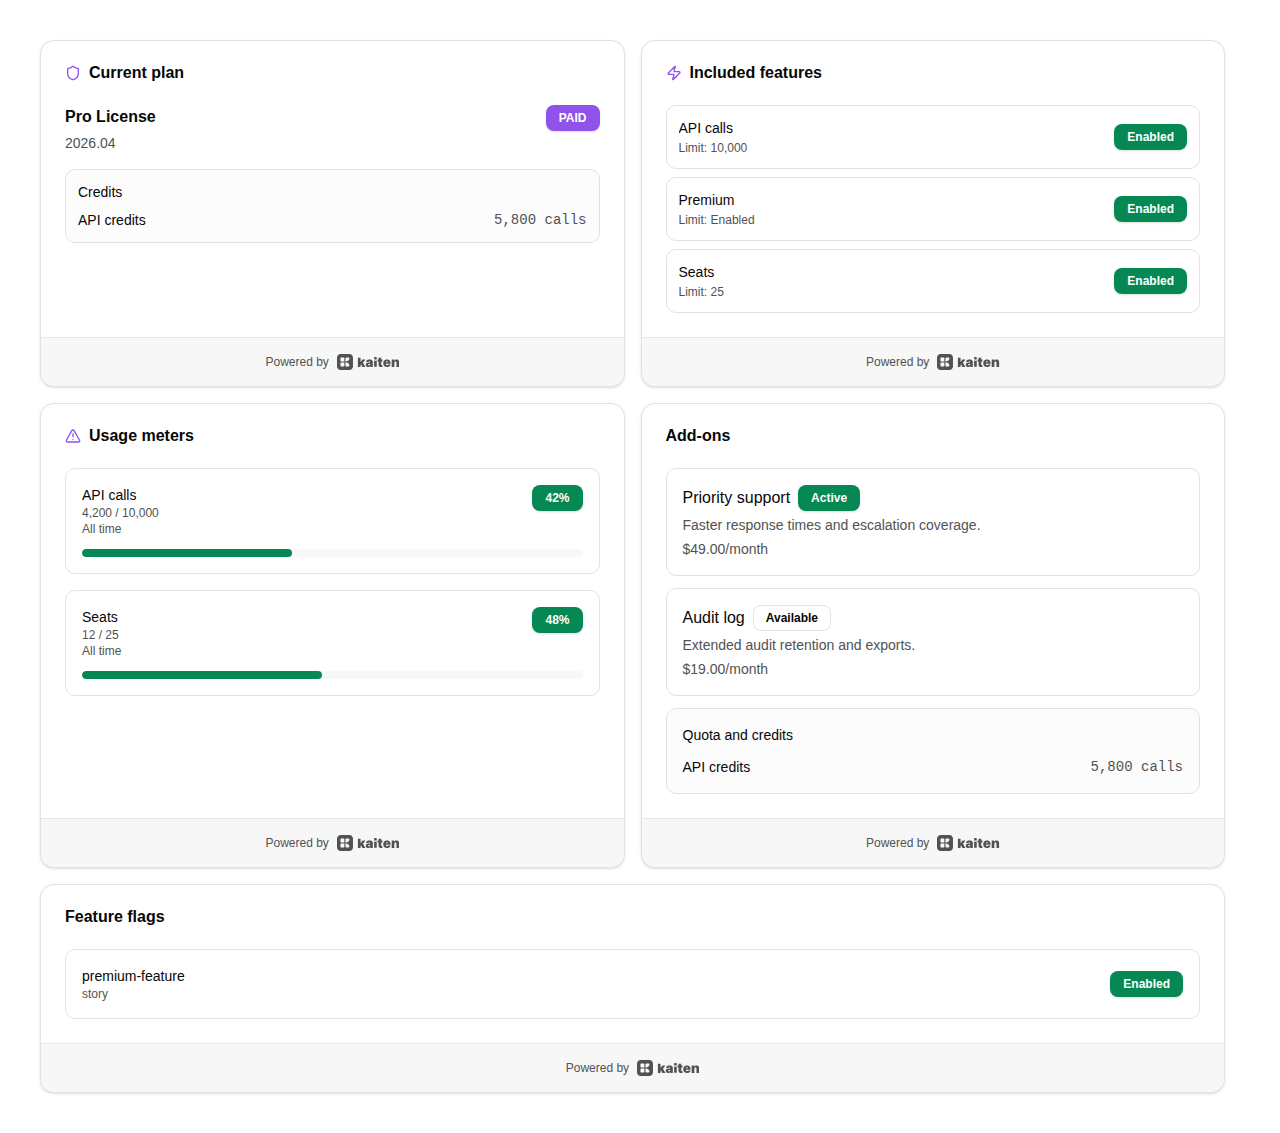 Current plan
Pro License
PAID
2026.04
Credits
API credits 5,800 calls
Powered by kaiten
Included features
API calls
Limit: 10,000
Enabled
Premium
Limit: Enabled
Enabled
Seats
Limit: 25
Enabled
Powered by kaiten
Usage meters
API calls
42%
4,200 / 10,000
All time
Seats
48%
12 / 25
All time
Powered by kaiten
Add-ons
Priority support Active
Faster response times and escalation coverage.
$49.00/month
Audit log Available
Extended audit retention and exports.
$19.00/month
Quota and credits
API credits 5,800 calls
Powered by kaiten
Feature flags
premium-feature
story
Enabled
Powered by kaiten